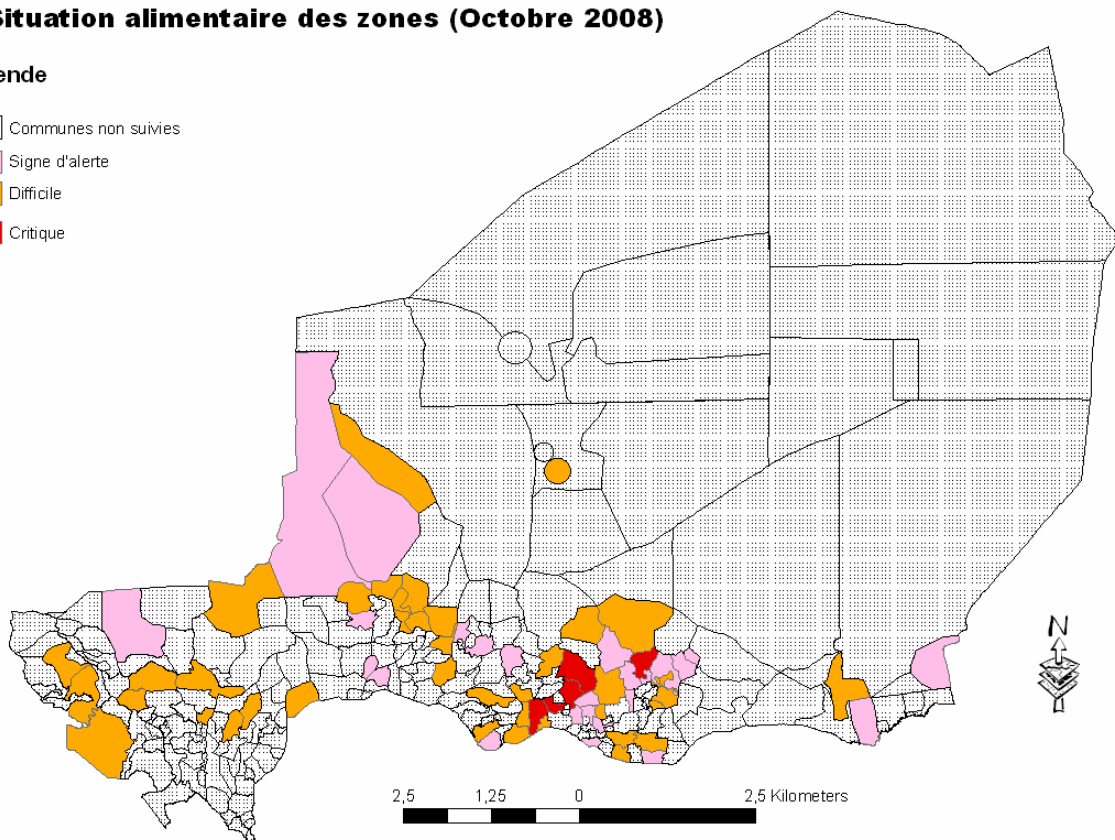 Situation alimentaire des zones (Octobre 2008)
ende
Communes non suivies
Signe d'alerte
Difficile
Critique
N
2,5 1,25 0 2,5 Kilometers